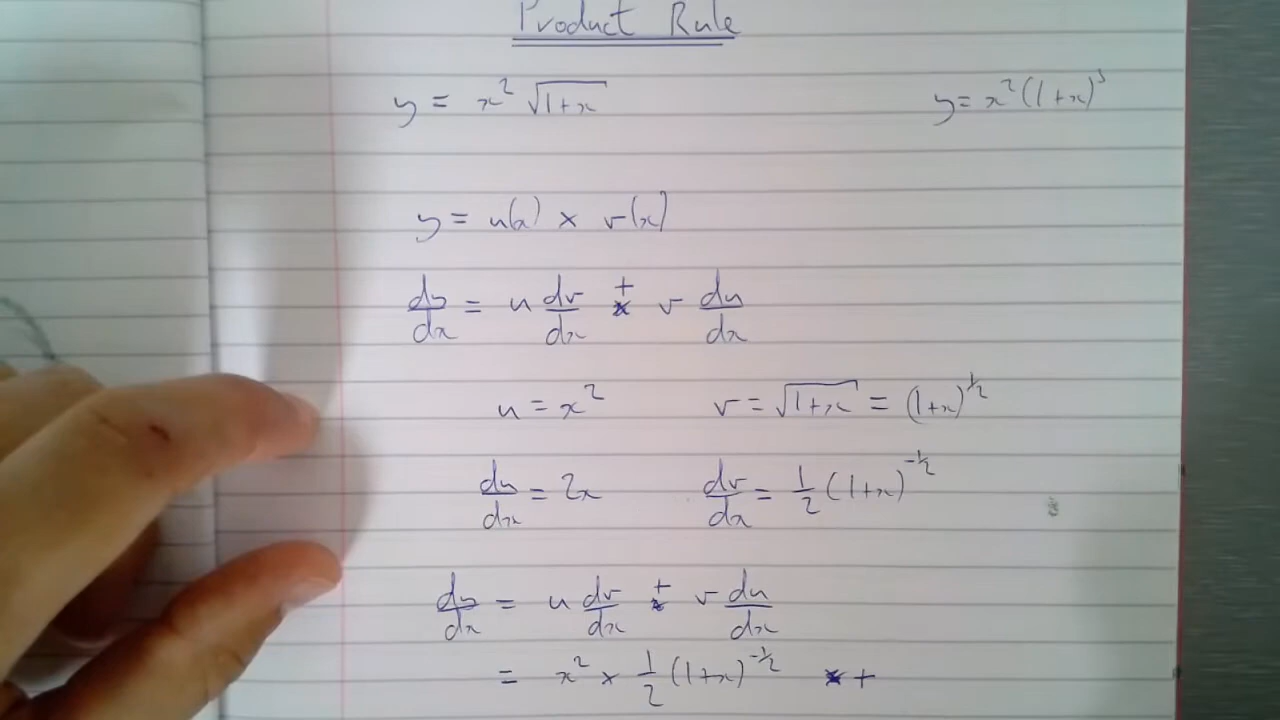 Product Rule
y = x² √(1+x) y = x²(1+x)³
y = u(x) × v(x)
dy/dx = u dv/dx + v du/dx
u = x² v = √(1+x) = (1+x)^½
du/dx = 2x dv/dx = ½(1+x)^-½
dy/dx = u dv/dx + v du/dx
= x² × ½(1+x)^-½ +